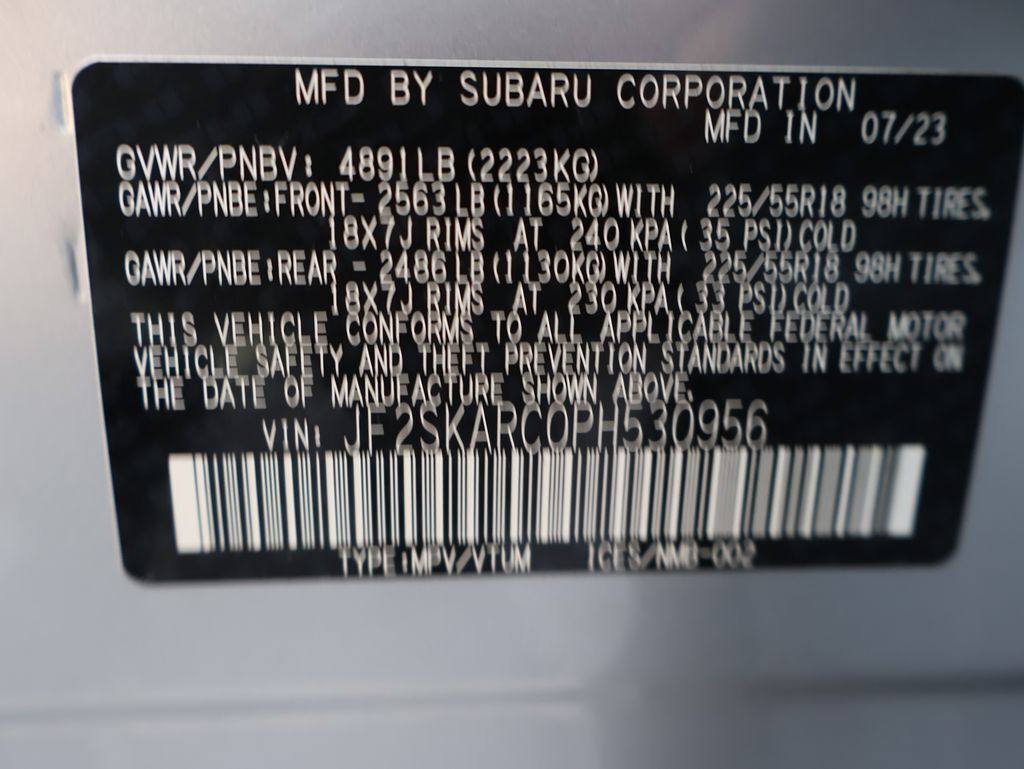 MFD BY SUBARU CORPORATION
MFD IN 07/23
GVWR/PNBV: 4891LB (2223KG)
GAWR/PNBE:FRONT- 2563 LB (1165KG) WITH 225/55R18 98H TIRES,
18X7J RIMS AT 240 KPA( 35 PSI) COLD
GAWR/PNBE:REAR - 2486 LB (1130KG) WITH 225/55R18 98H TIRES,
18X7J RIMS AT 230 KPA( 33 PSI) COLD
THIS VEHICLE CONFORMS TO ALL APPLICABLE FEDERAL MOTOR
VEHICLE SAFETY AND THEFT PREVENTION STANDARDS IN EFFECT ON
THE DATE OF MANUFACTURE SHOWN ABOVE.
VIN: JF2SKARC0PH530956
TYPE:MPV/VTUM ICES/NMB-002